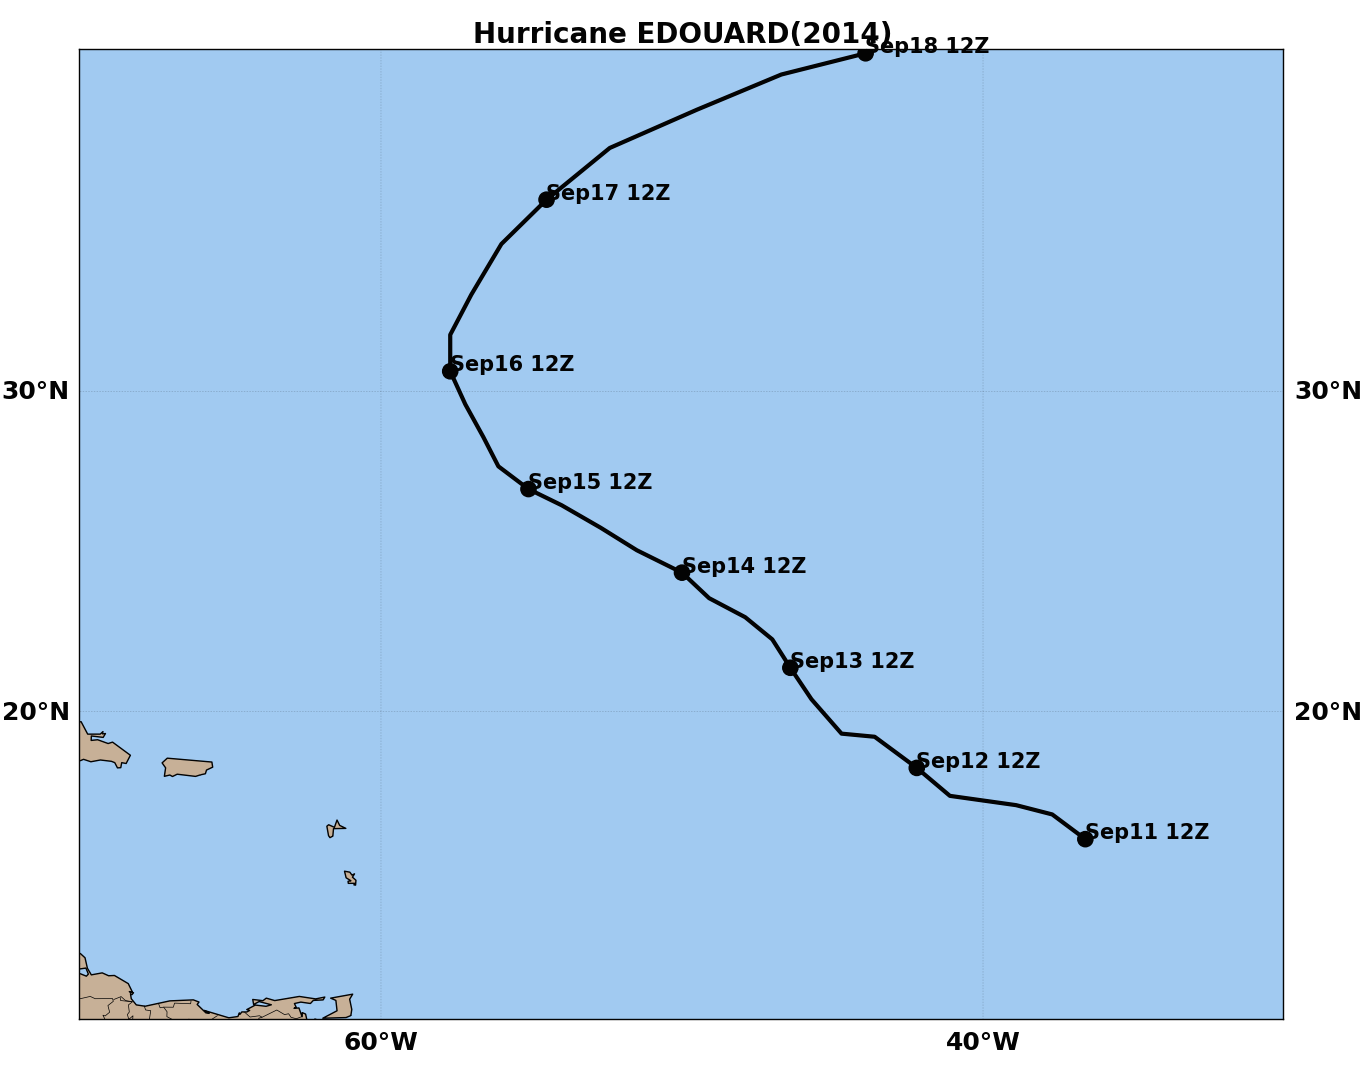 Hurricane EDOUARD(2014)
Sep18 12Z
Sep17 12Z
Sep16 12Z
30°N
30°N
Sep15 12Z
Sep14 12Z
Sep13 12Z
20°N
20°N
Sep12 12Z
Sep11 12Z
60°W
40°W